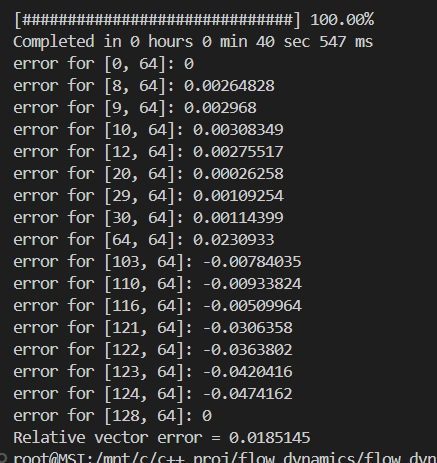 [##############################] 100.00%
Completed in 0 hours 0 min 40 sec 547 ms
error for [0, 64]: 0
error for [8, 64]: 0.00264828
error for [9, 64]: 0.002968
error for [10, 64]: 0.00308349
error for [12, 64]: 0.00275517
error for [20, 64]: 0.00026258
error for [29, 64]: 0.00109254
error for [30, 64]: 0.00114399
error for [64, 64]: 0.0230933
error for [103, 64]: -0.00784035
error for [110, 64]: -0.00933824
error for [116, 64]: -0.00509964
error for [121, 64]: -0.0306358
error for [122, 64]: -0.0363802
error for [123, 64]: -0.0420416
error for [124, 64]: -0.0474162
error for [128, 64]: 0
Relative vector error = 0.0185145
root@MSI:/mnt/c/c++ proj/flow dynamics/flow dyn